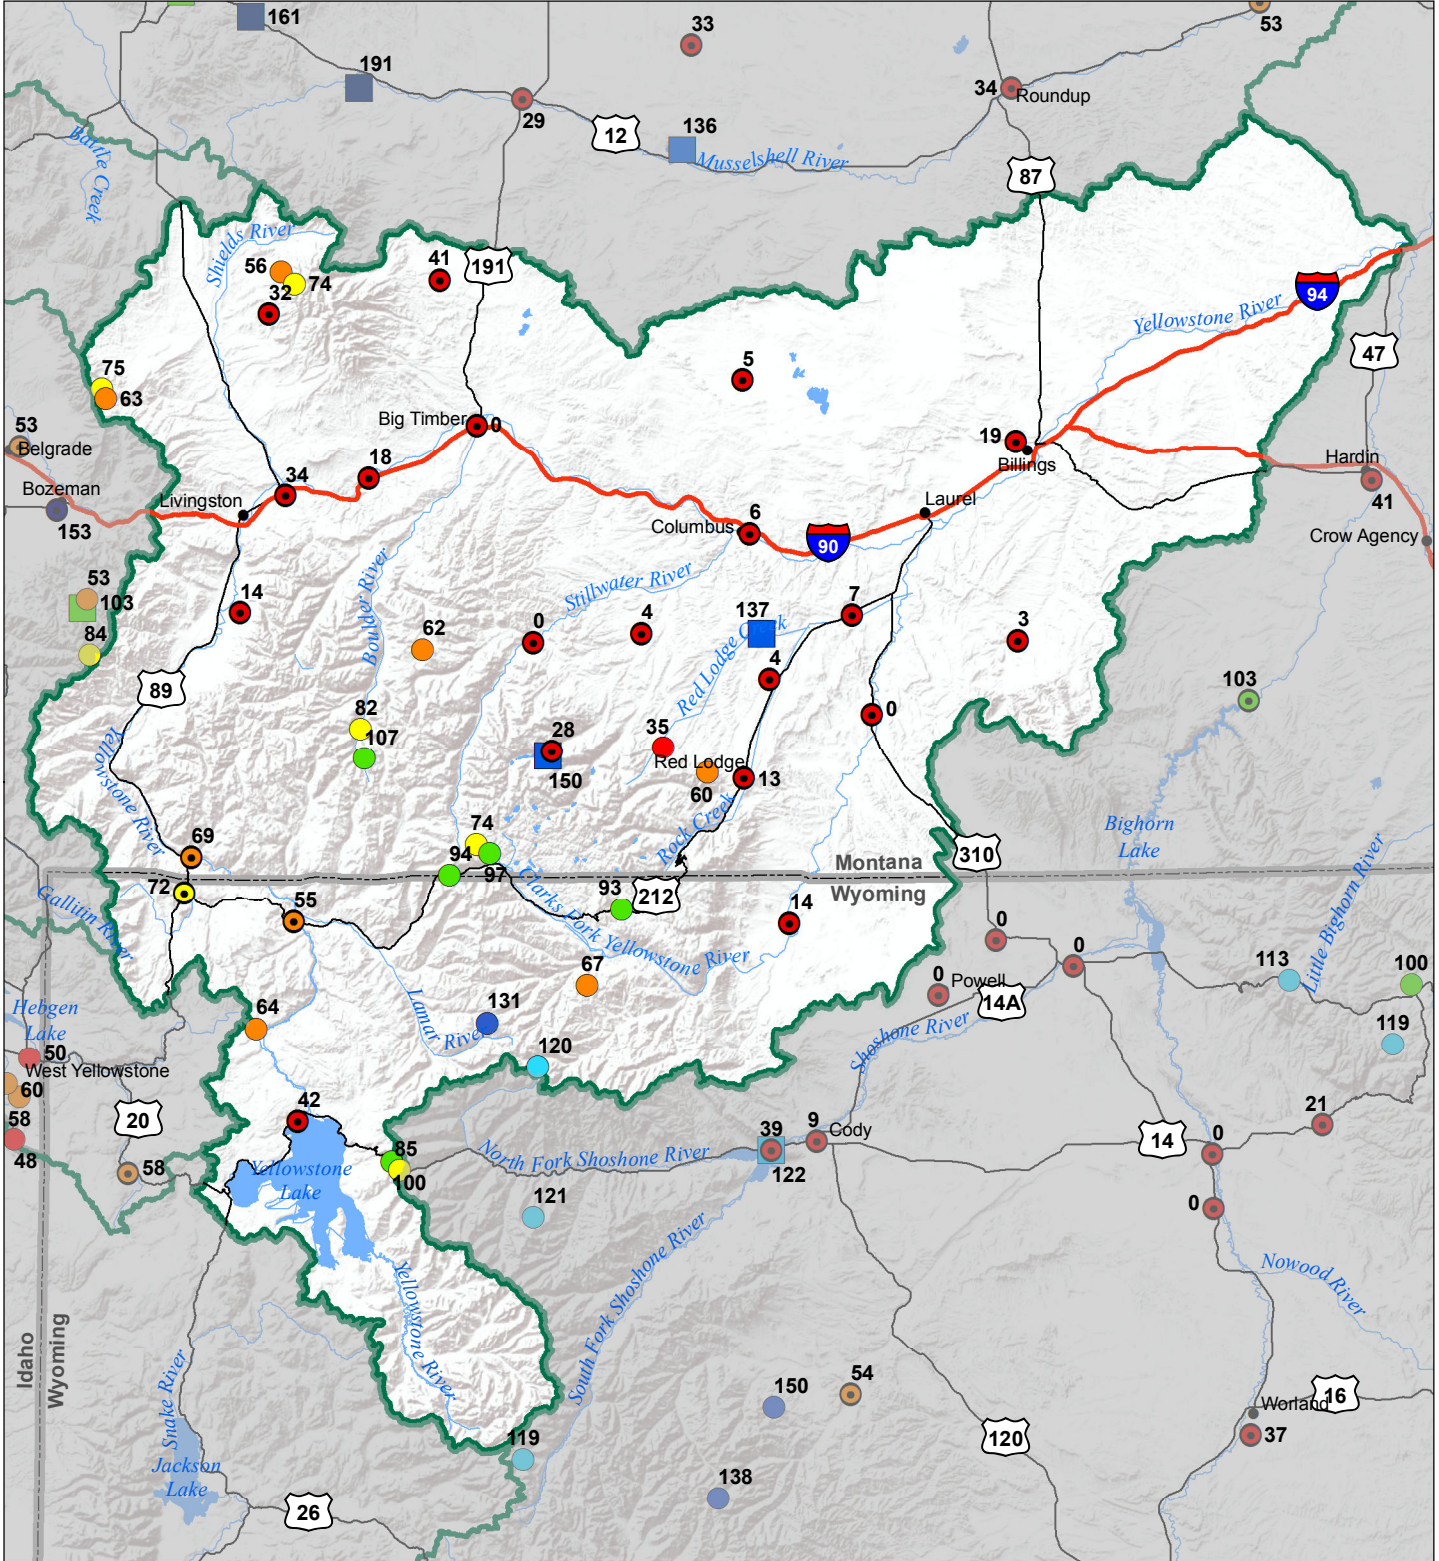 161
33
53
191
29
12
136
Musselshell River
34
Roundup
87
Battle Creek
Shields River
56
74
32
41
191
94
Yellowstone River
47
75
63
5
53
Belgrade
Big Timber
0
19
Billings
Hardin
41
Bozeman
153
Livingston
34
18
Columbus
6
90
Laurel
Crow Agency
53
103
84
14
Boulder River
62
Stillwater River
0
4
137
Red Lodge Creek
7
3
4
89
82
107
28
150
35
Red Lodge
60
13
0
103
Yellowstone River
69
74
94
97
Rock Creek
Montana
Wyoming
310
Bighorn
Lake
72
55
Clarks Fork Yellowstone River
93
212
14
Gallitin River
Little Bighorn River
0
0
0
Powell
14A
113
100
119
67
Hebgen
Lake
64
Lamar River
131
120
Shoshone River
50
West Yellowstone
60
58
48
20
58
42
Yellowstone
Lake
85
100
North Fork Shoshone River
39
122
9
Cody
14
0
21
0
121
South Fork Shoshone River
Nowood River
Yellowstone River
Idaho
Wyoming
Snake River
Jackson
Lake
26
119
150
54
138
120
Worland
16
37